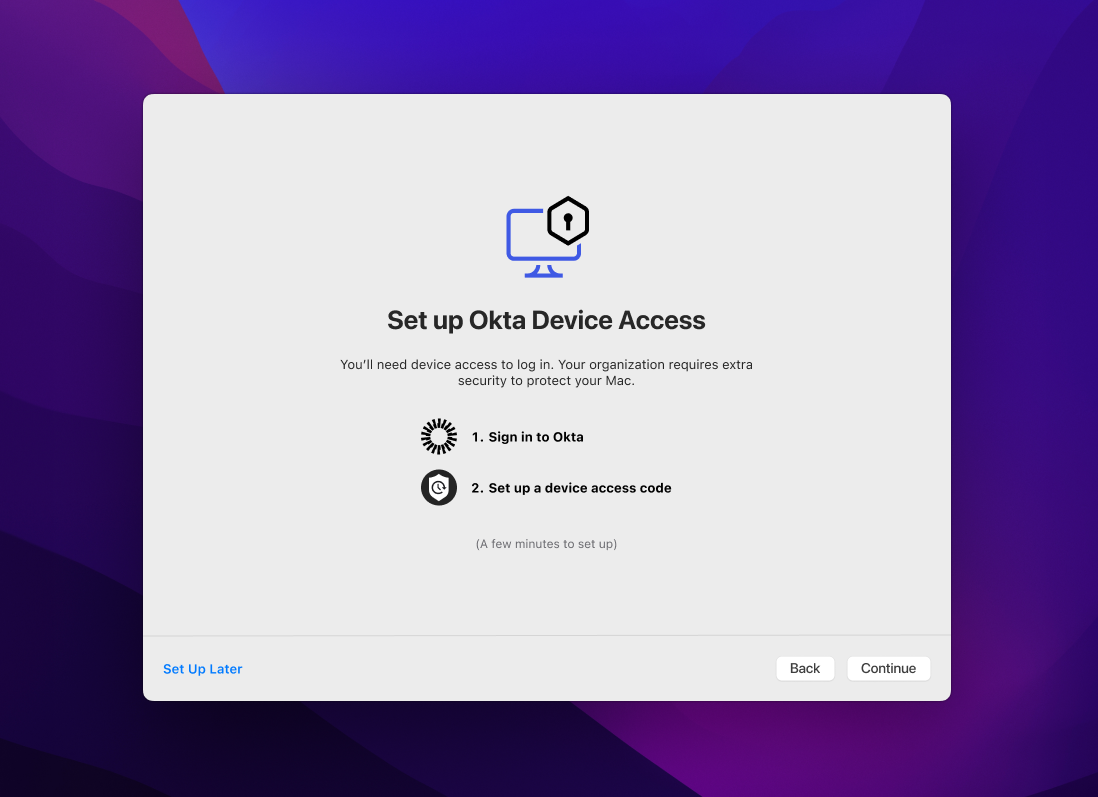 Set up Okta Device Access
You’ll need device access to log in. Your organization requires extra
security to protect your Mac.
1. Sign in to Okta
2. Set up a device access code
(A few minutes to set up)
Set Up Later
Back
Continue